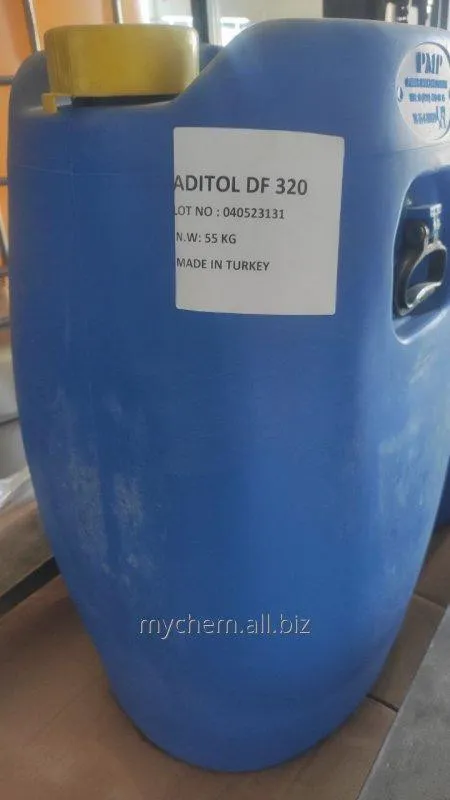 PMP
ADITOL DF 320
LOT NO : 040523131
N.W: 55 KG
MADE IN TURKEY
mychem.all.biz